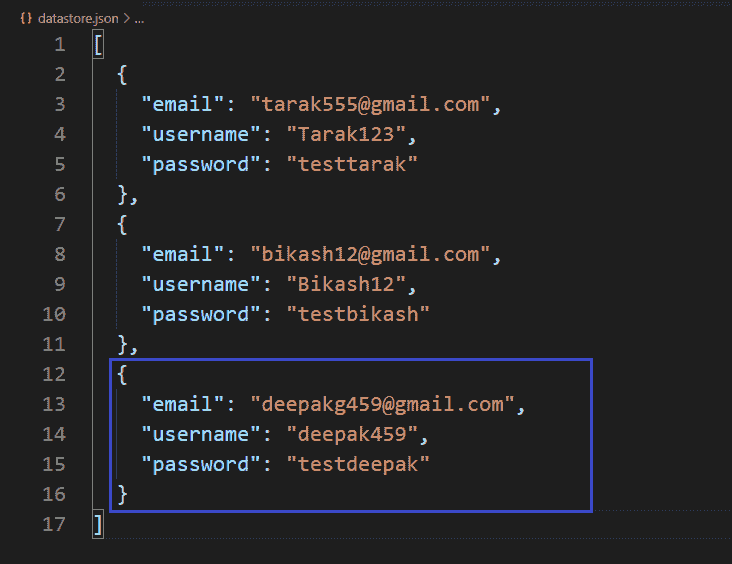 {} datastore.json > ...
1 [
2 {
3 "email": "tarak555@gmail.com",
4 "username": "Tarak123",
5 "password": "testtarak"
6 },
7 {
8 "email": "bikash12@gmail.com",
9 "username": "Bikash12",
10 "password": "testbikash"
11 },
12 {
13 "email": "deepakg459@gmail.com",
14 "username": "deepak459",
15 "password": "testdeepak"
16 }
17 ]